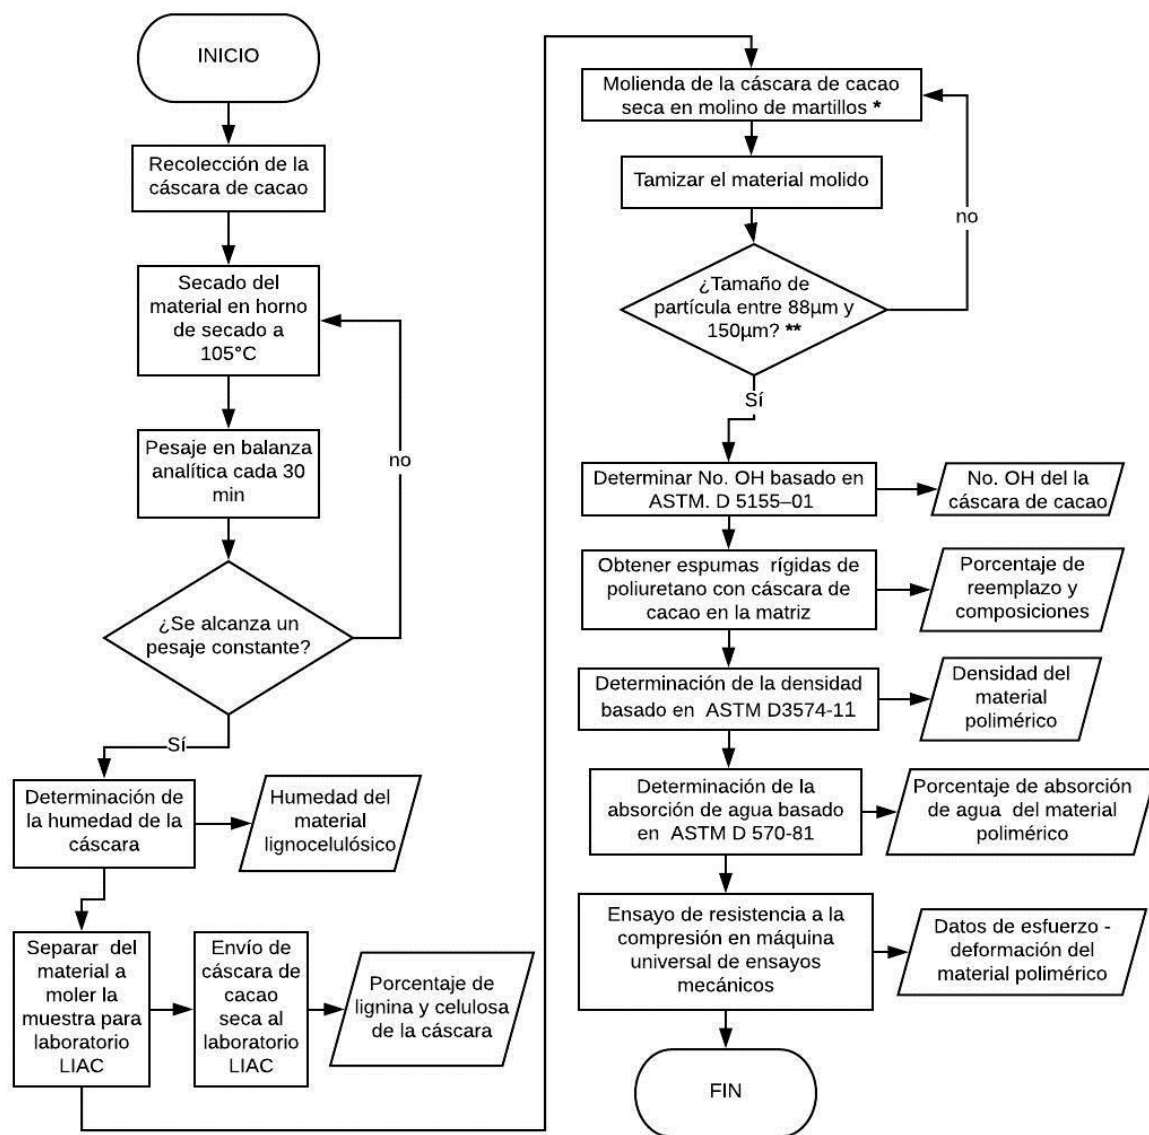 INICIO
Recolección de la
cáscara de cacao
Secado del
material en horno
de secado a
105°C
Pesaje en balanza
analítica cada 30
min
no
¿Se alcanza un
pesaje constante?
Sí
Determinación de
la humedad de la
cáscara
Humedad del
material
lignocelulósico
Separar del
material a
moler la
muestra para
laboratorio
LIAC
Envío de
cáscara de
cacao
seca al
laboratorio
LIAC
Porcentaje de
lignina y celulosa
de la cáscara
Molienda de la cáscara de cacao
seca en molino de martillos *
Tamizar el material molido
no
¿Tamaño de
partícula entre 88µm y
150µm? **
Sí
Determinar No. OH basado en
ASTM. D 5155–01
No. OH del la
cáscara de cacao
Obtener espumas rígidas de
poliuretano con cáscara de
cacao en la matriz
Porcentaje de
reemplazo y
composiciones
Determinación de la densidad
basado en ASTM D3574-11
Densidad del
material
polimérico
Determinación de la
absorción de agua basado
en ASTM D 570-81
Porcentaje de absorción
de agua del material
polimérico
Ensayo de resistencia a la
compresión en máquina
universal de ensayos
mecánicos
Datos de esfuerzo -
deformación del
material polimérico
FIN